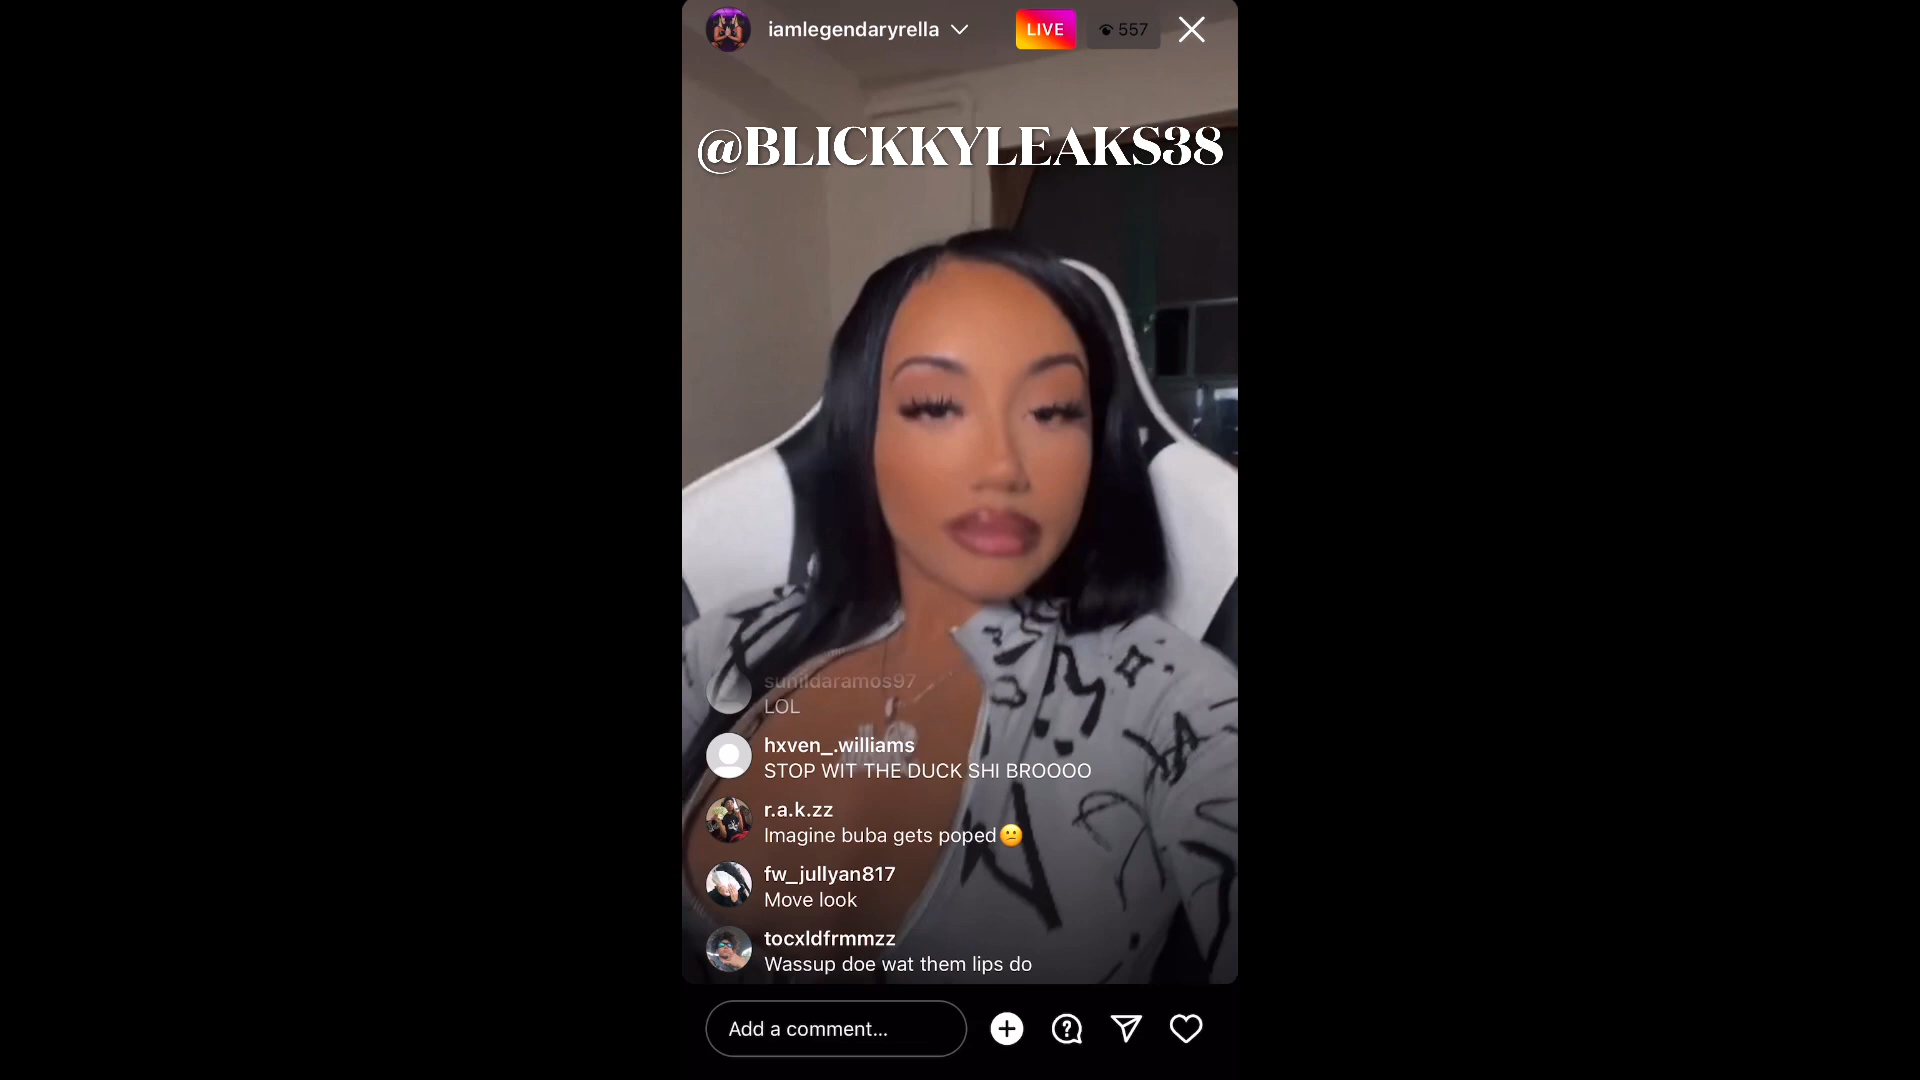 iamlegendaryrella
LIVE
557
@BLICKKYLEAKS38
sunildaramos97
LOL
hxven_.williams
STOP WIT THE DUCK SHI BROOOO
r.a.k.zz
Imagine buba gets poped😕
fw_jullyan817
Move look
tocxldfrmmzz
Wassup doe wat them lips do
Add a comment...